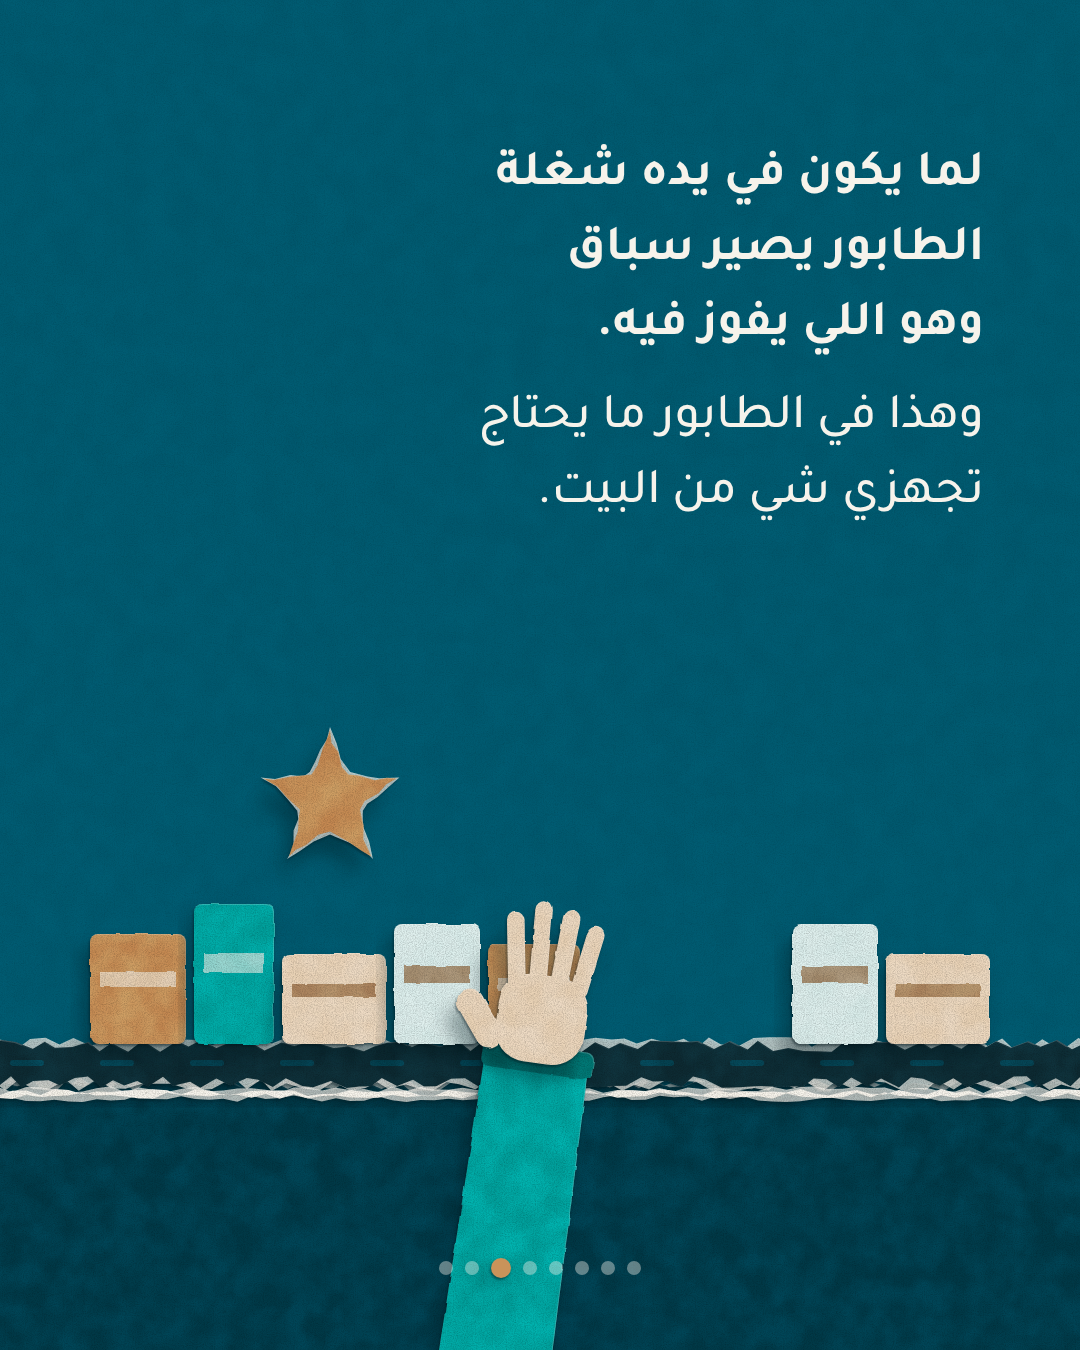 لما يكون في يده شغلة
الطابور يصير سباق
وهو اللي يفوز فيه.
وهذا في الطابور ما يحتاج
تجهزي شي من البيت.